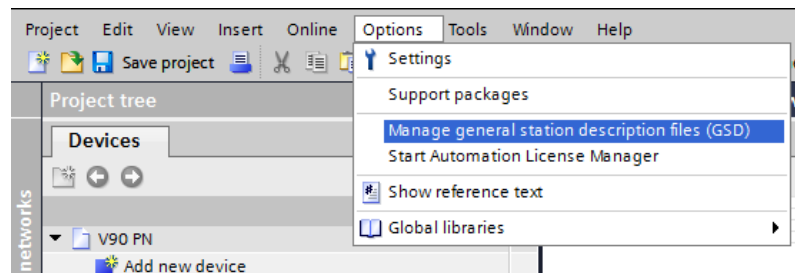 Project Edit View Insert Online Options Tools Window Help
Save project
Settings
Support packages
Manage general station description files (GSD)
Start Automation License Manager
Show reference text
Global libraries
Project tree
Devices
networks
V90 PN
Add new device